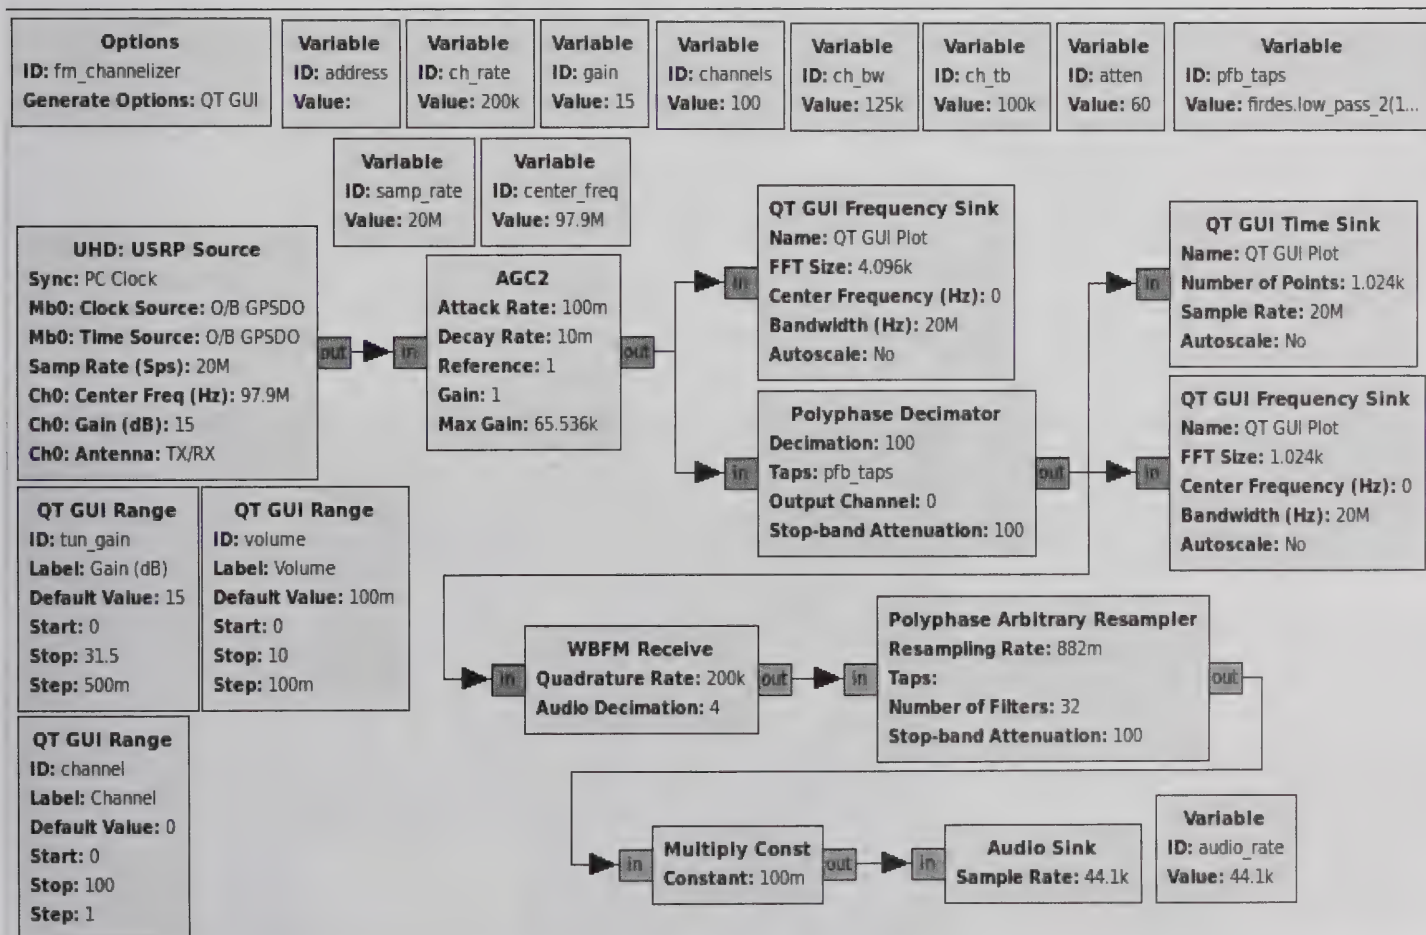 Options
ID: fm_channelizer
Generate Options: QT GUI
Variable
ID: address
Value:
Variable
ID: ch_rate
Value: 200k
Variable
ID: gain
Value: 15
Variable
ID: channels
Value: 100
Variable
ID: ch_bw
Value: 125k
Variable
ID: ch_tb
Value: 100k
Variable
ID: atten
Value: 60
Variable
ID: pfb_taps
Value: firdes.low_pass_2(1...
Variable
ID: samp_rate
Value: 20M
Variable
ID: center_freq
Value: 97.9M
UHD: USRP Source
Sync: PC Clock
Mb0: Clock Source: O/B GPSDO
Mb0: Time Source: O/B GPSDO
Samp Rate (Sps): 20M
Ch0: Center Freq (Hz): 97.9M
Ch0: Gain (dB): 15
Ch0: Antenna: TX/RX
out
in
AGC2
Attack Rate: 100m
Decay Rate: 10m
Reference: 1
Gain: 1
Max Gain: 65.536k
out
in
QT GUI Frequency Sink
Name: QT GUI Plot
FFT Size: 4.096k
Center Frequency (Hz): 0
Bandwidth (Hz): 20M
Autoscale: No
in
Polyphase Decimator
Decimation: 100
Taps: pfb_taps
Output Channel: 0
Stop-band Attenuation: 100
out
in
QT GUI Time Sink
Name: QT GUI Plot
Number of Points: 1.024k
Sample Rate: 20M
Autoscale: No
in
QT GUI Frequency Sink
Name: QT GUI Plot
FFT Size: 1.024k
Center Frequency (Hz): 0
Bandwidth (Hz): 20M
Autoscale: No
QT GUI Range
ID: tun_gain
Label: Gain (dB)
Default Value: 15
Start: 0
Stop: 31.5
Step: 500m
QT GUI Range
ID: volume
Label: Volume
Default Value: 100m
Start: 0
Stop: 10
Step: 100m
in
WBFM Receive
Quadrature Rate: 200k
Audio Decimation: 4
out
in
Polyphase Arbitrary Resampler
Resampling Rate: 882m
Taps:
Number of Filters: 32
Stop-band Attenuation: 100
out
QT GUI Range
ID: channel
Label: Channel
Default Value: 0
Start: 0
Stop: 100
Step: 1
in
Multiply Const
Constant: 100m
out
in
Audio Sink
Sample Rate: 44.1k
Variable
ID: audio_rate
Value: 44.1k